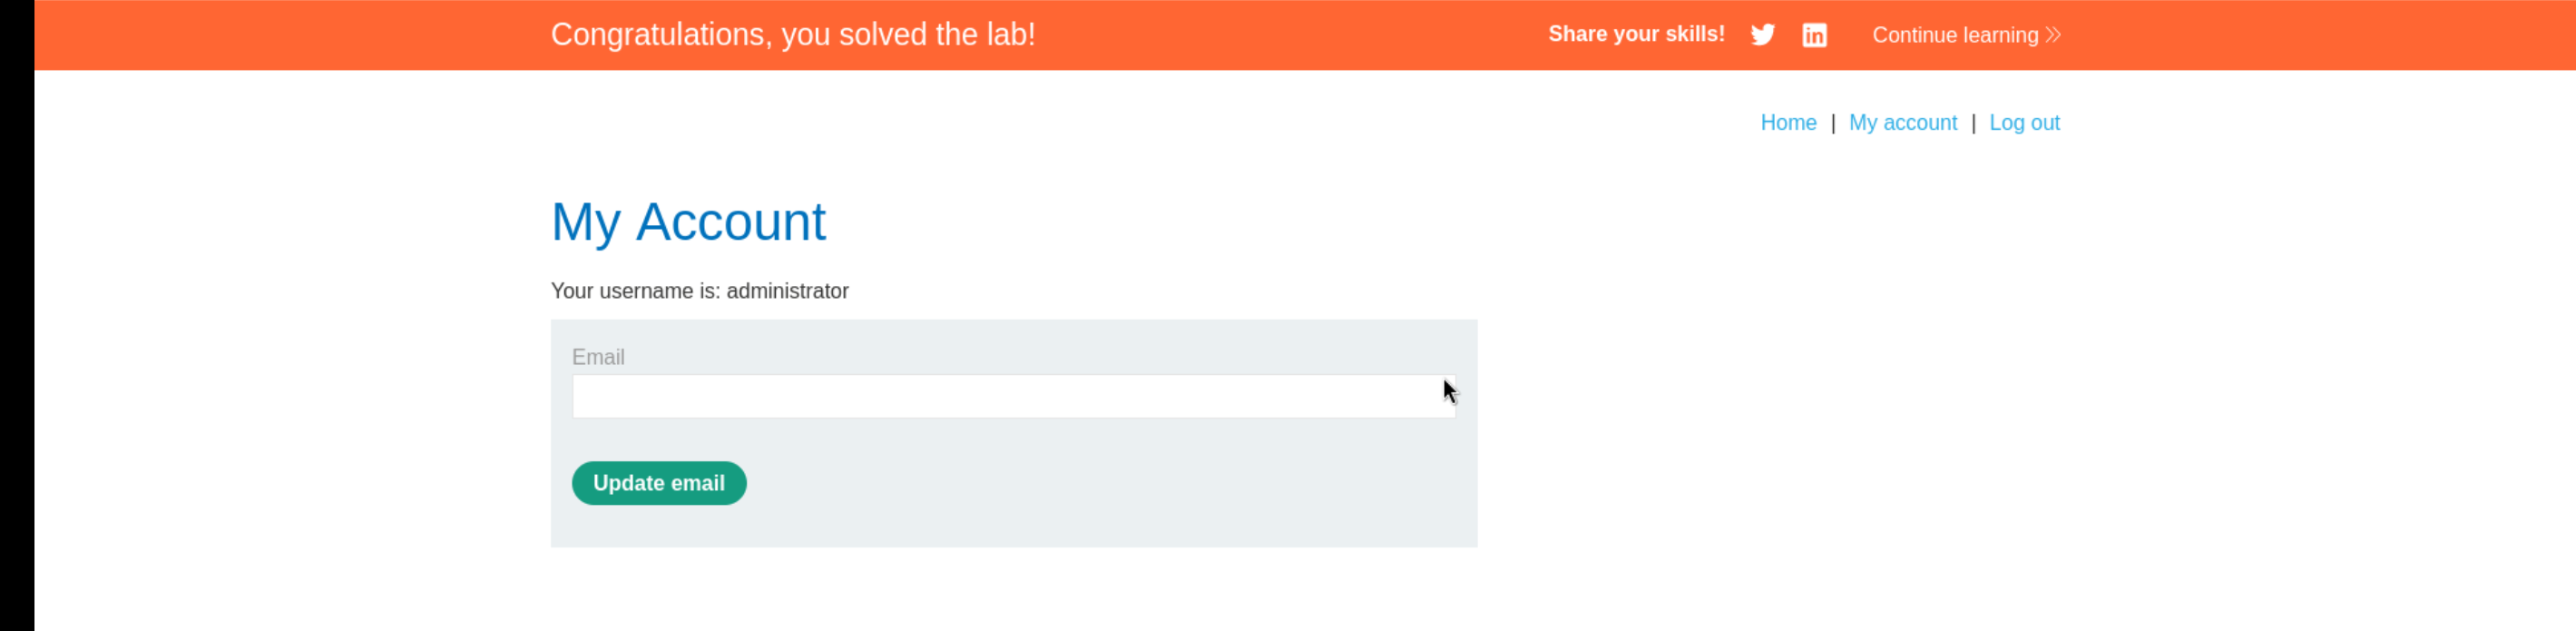 Congratulations, you solved the lab!
Share your skills!
Continue learning
Home | My account | Log out
My Account
Your username is: administrator
Email
Update email